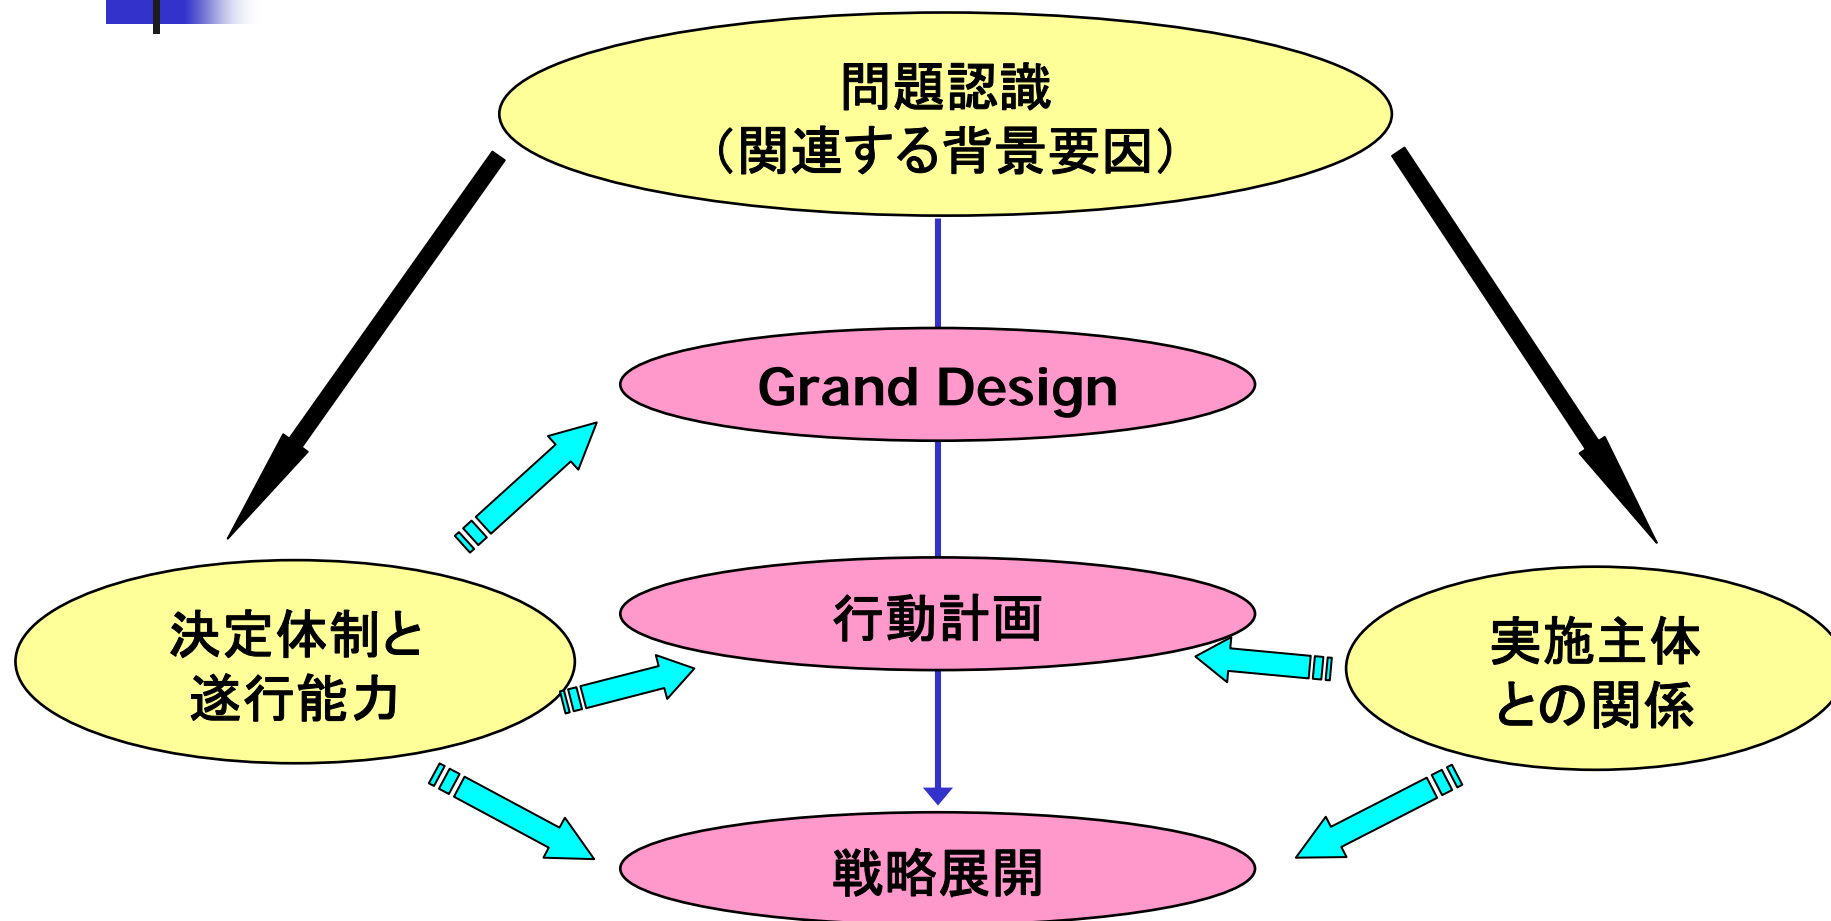 問題認識
（関連する背景要因）
Grand Design
決定体制と
遂行能力
行動計画
実施主体
との関係
戦略展開